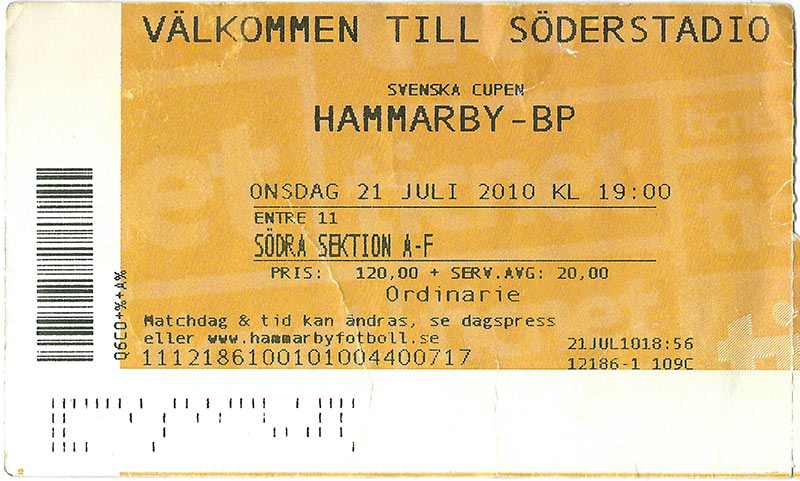 VÄLKOMMEN TILL SÖDERSTADIO
SVENSKA CUPEN
HAMMARBY-BP
ONSDAG 21 JULI 2010 KL 19:00
ENTRE 11
SÖDRA SEKTION A-F
PRIS: 120,00 + SERV.AVG: 20,00
Ordinarie
Matchdag & tid kan ändras, se dagspress
eller www.hammarbyfotboll.se
1112186100101004400717
21JUL1018:56
12186-1 109C
Q6CO+%+A%